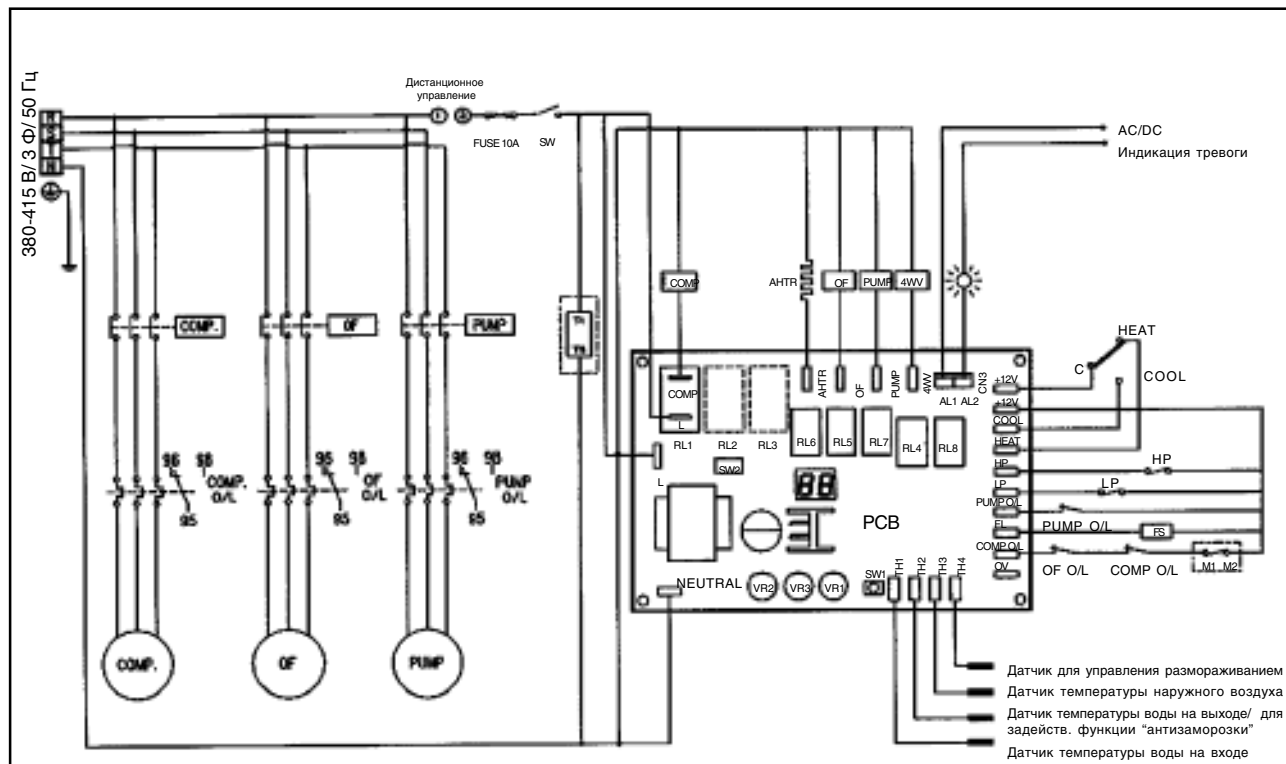 380-415 В/ 3 Ф/ 50 Гц
R
S
T
N
Дистанционное
управление
FUSE 10A
SW
AC/DC
Индикация тревоги
COMP
AHTR
OF
PUMP
4WV
COMP.
OF
PUMP
HEAT
C
COOL
COMP
L
RL1
RL2
RL3
SW2
L
AHTR
OF
PUMP
4WV
AL1 AL2
CN3
RL6
RL5
RL7
RL4
RL8
+12V
+12V
COOL
HEAT
HP
LP
PUMP O/L
FL
COMP O/L
OV
HP
LP
PUMP O/L
FS
OF O/L
COMP O/L
M1 M2
PCB
NEUTRAL
VR2
VR3
VR1
SW1
TH1
TH2
TH3
TH4
96
98
95
COMP.
O/L
96
98
95
OF
O/L
96
98
95
PUMP
O/L
COMP.
OF
PUMP
Датчик для управления размораживанием
Датчик температуры наружного воздуха
Датчик температуры воды на выходе/ для
задейств. функции “антизаморозки”
Датчик температуры воды на входе